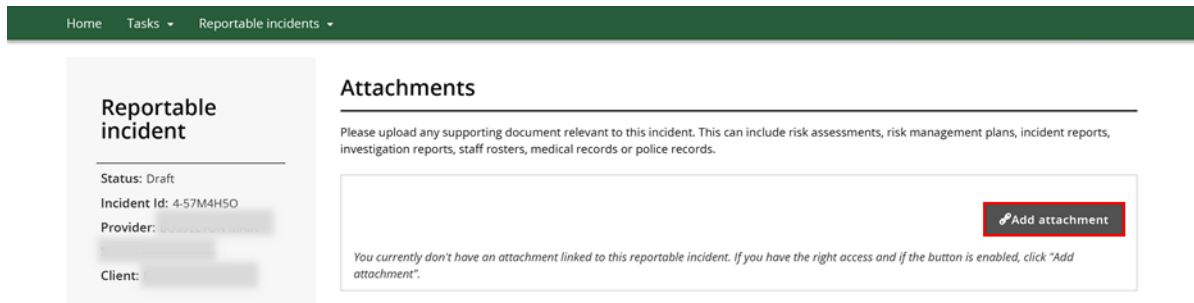 Home Tasks Reportable incidents
Reportable
incident
Status: Draft
Incident Id: 4-57M4H5O
Provider:
Client:
Attachments
Please upload any supporting document relevant to this incident. This can include risk assessments, risk management plans, incident reports,
investigation reports, staff rosters, medical records or police records.
Add attachment
You currently don't have an attachment linked to this reportable incident. If you have the right access and if the button is enabled, click "Add
attachment".